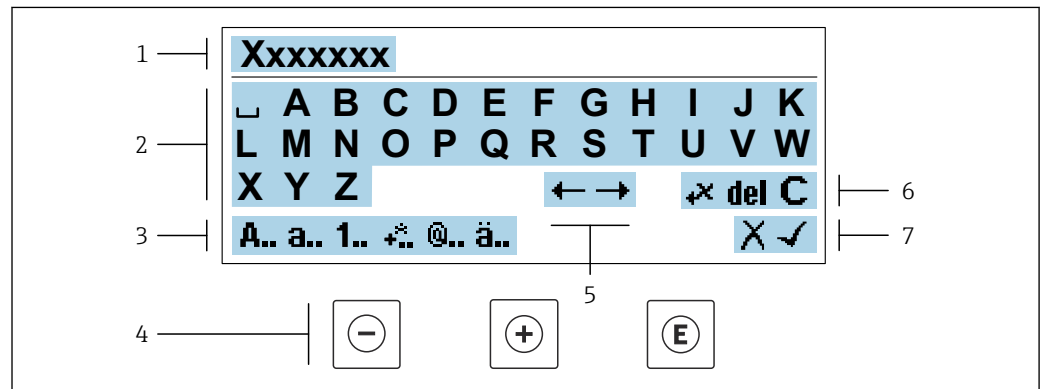 1 Xxxxxxx
␣ A B C D E F G H I J K
2 L M N O P Q R S T U V W
X Y Z ← → +× del C 6
3 A.. a.. 1.. +*.. @.. ä.. X ✓ 7
5
4 − + E